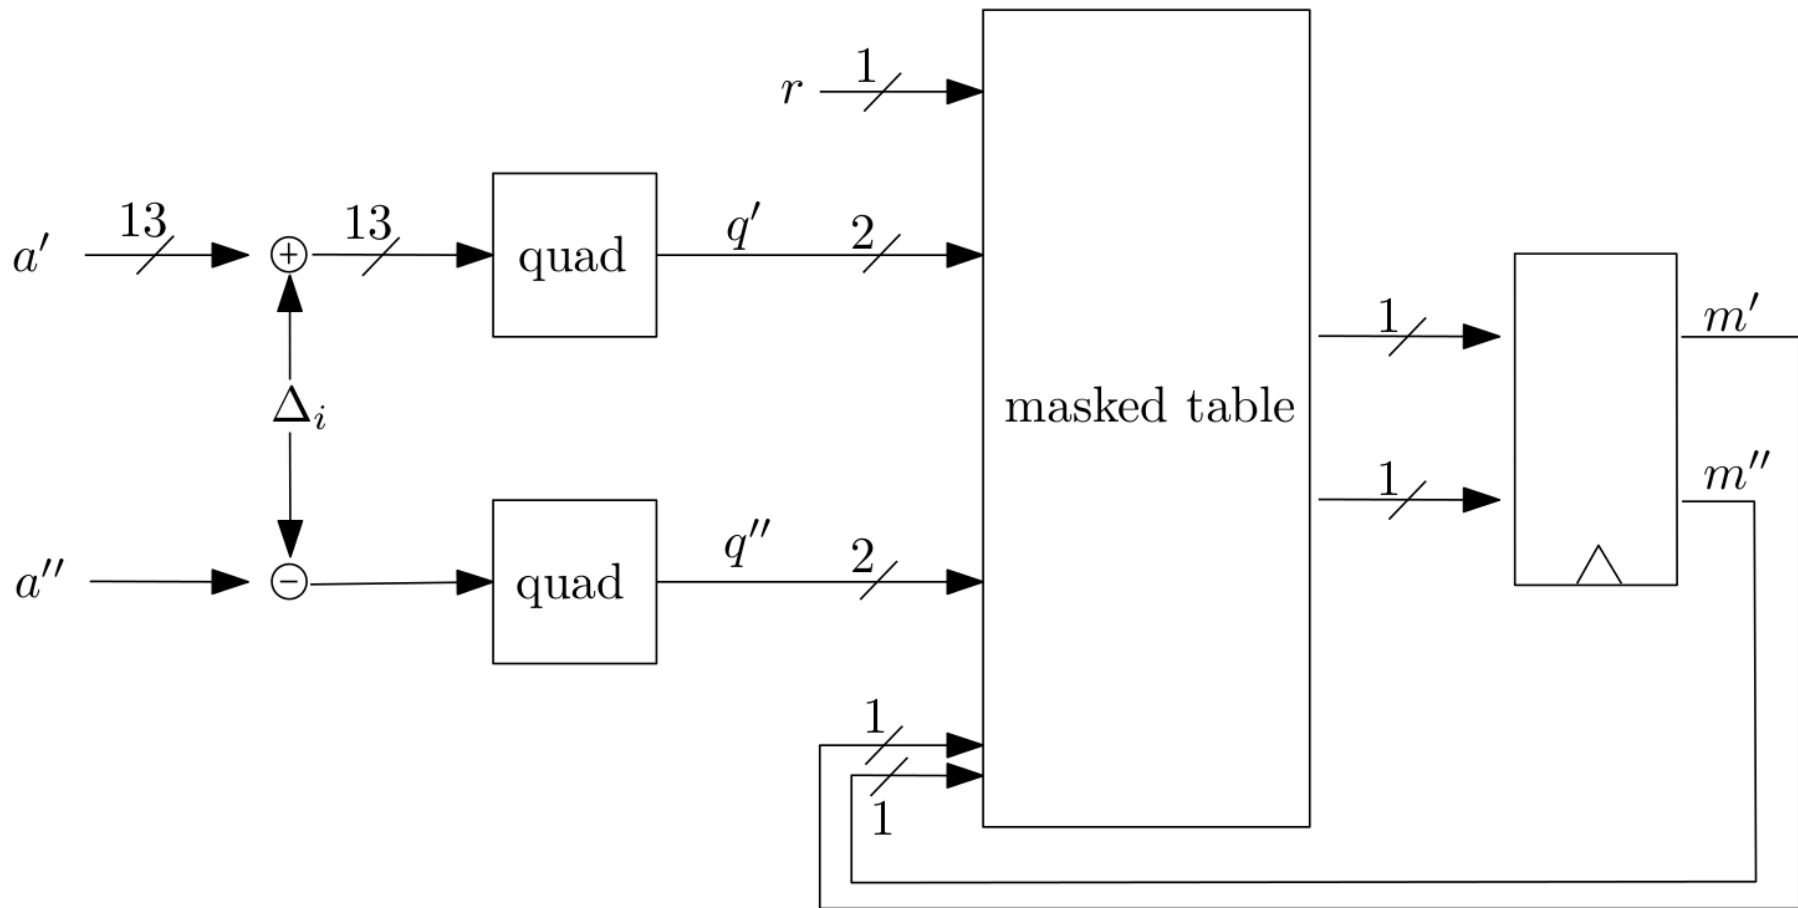 r 1
a′ 13 + 13 quad q′ 2
1 m′
Δᵢ
masked table
1 m″
a″ − quad q″ 2
1
1